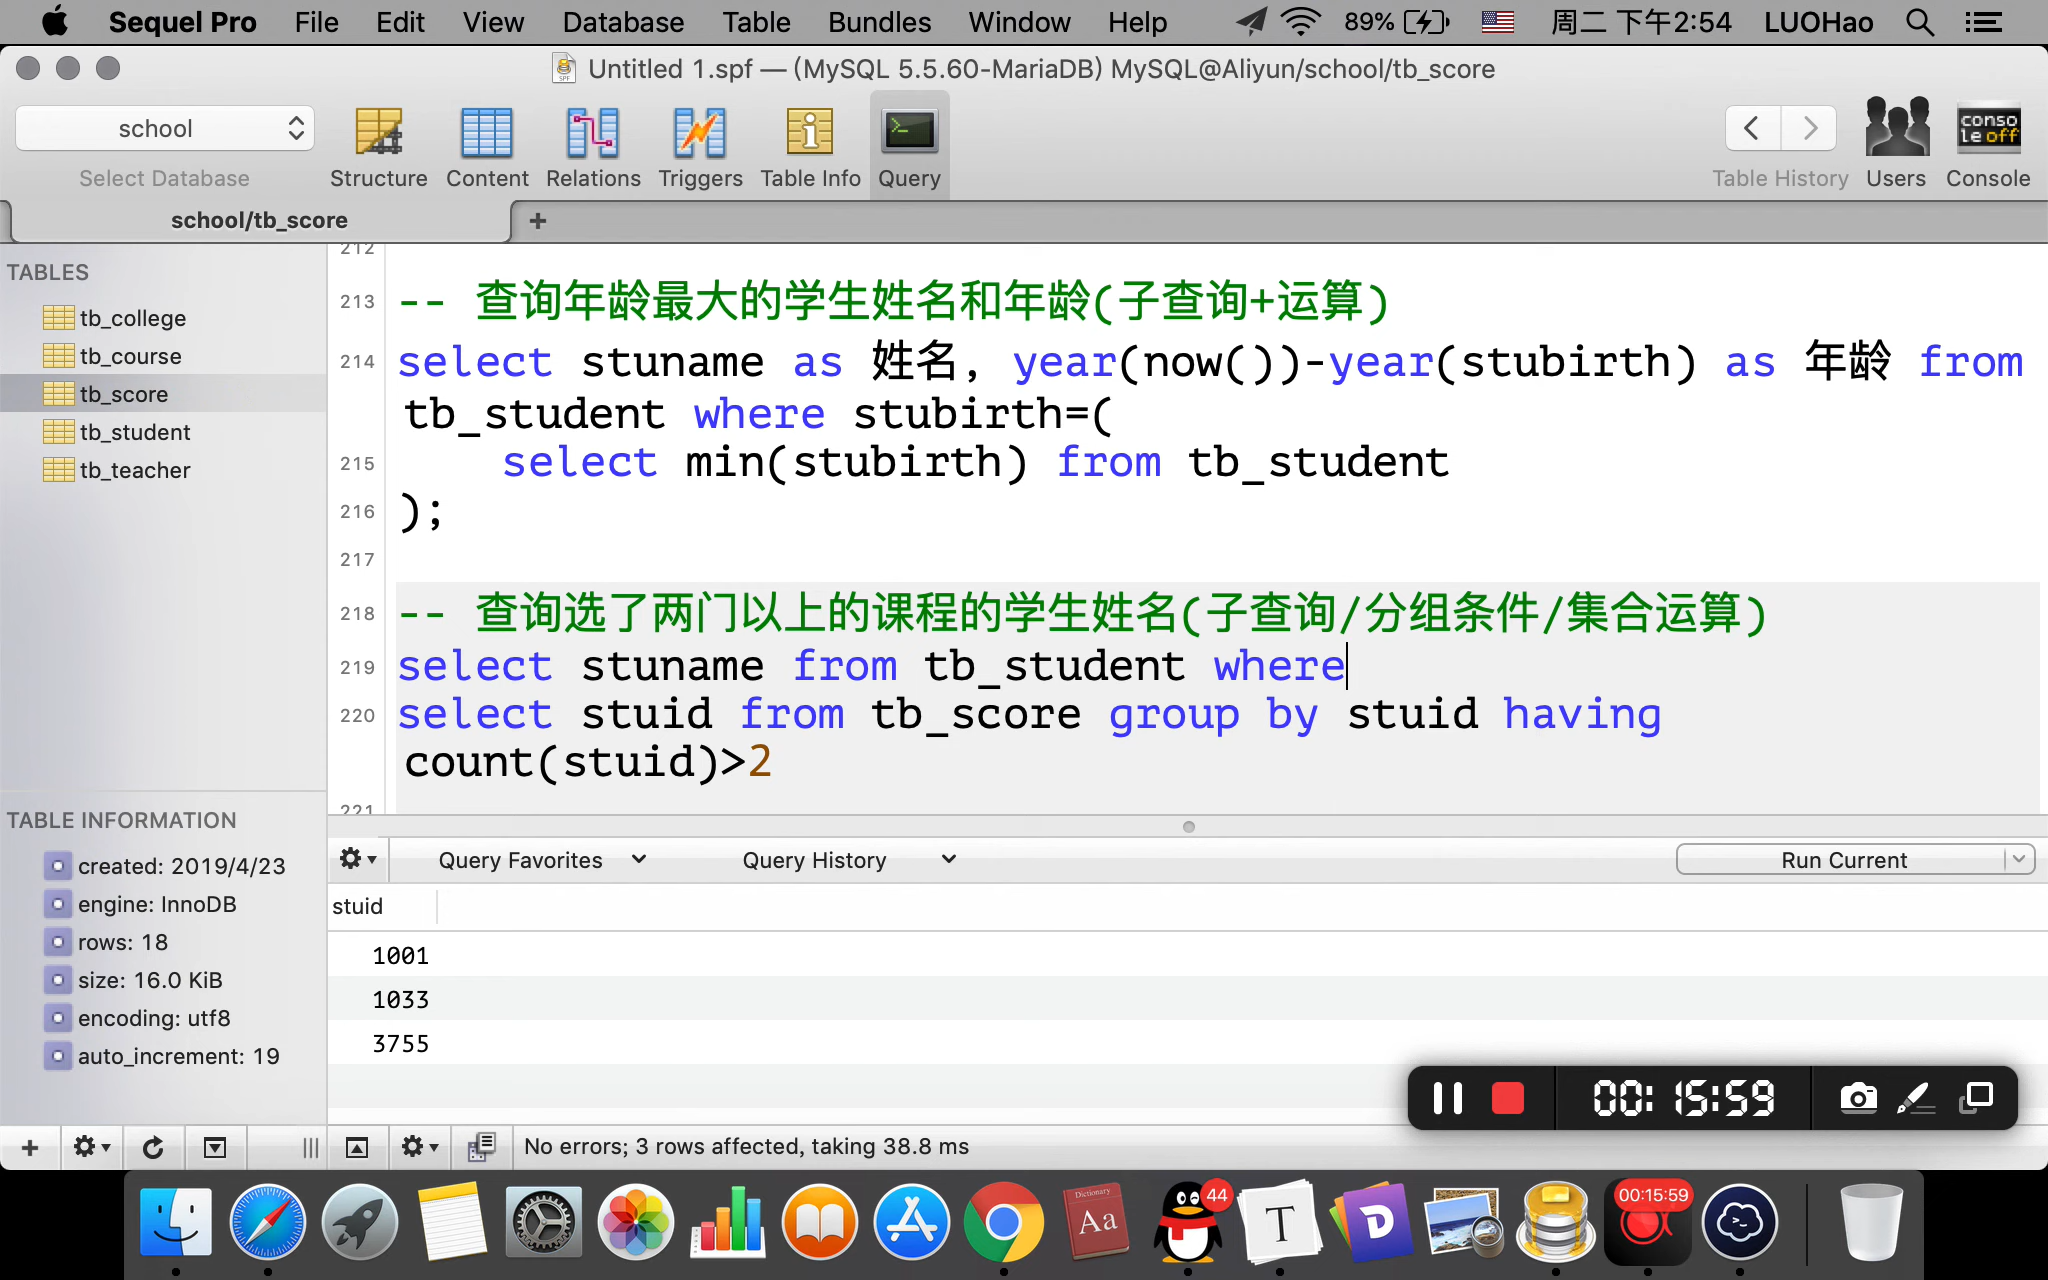 Sequel Pro File Edit View Database Table Bundles Window Help 89% 周二 下午2:54 LUOHao
Untitled 1.spf — (MySQL 5.5.60-MariaDB) MySQL@Aliyun/school/tb_score
school
Select Database Structure Content Relations Triggers Table Info Query Table History Users Console
conso
le off
school/tb_score
TABLES
tb_college
tb_course
tb_score
tb_student
tb_teacher
212
213 -- 查询年龄最大的学生姓名和年龄(子查询+运算)
214 select stuname as 姓名, year(now())-year(stubirth) as 年龄 from
tb_student where stubirth=(
215 select min(stubirth) from tb_student
216 );
217
218 -- 查询选了两门以上的课程的学生姓名(子查询/分组条件/集合运算)
219 select stuname from tb_student where
220 select stuid from tb_score group by stuid having
count(stuid)>2
221
TABLE INFORMATION
created: 2019/4/23
engine: InnoDB
rows: 18
size: 16.0 KiB
encoding: utf8
auto_increment: 19
Query Favorites Query History Run Current
stuid
1001
1033
3755
00:15:59
No errors; 3 rows affected, taking 38.8 ms
Dictionary
Aa
44
T
D
00:15:59